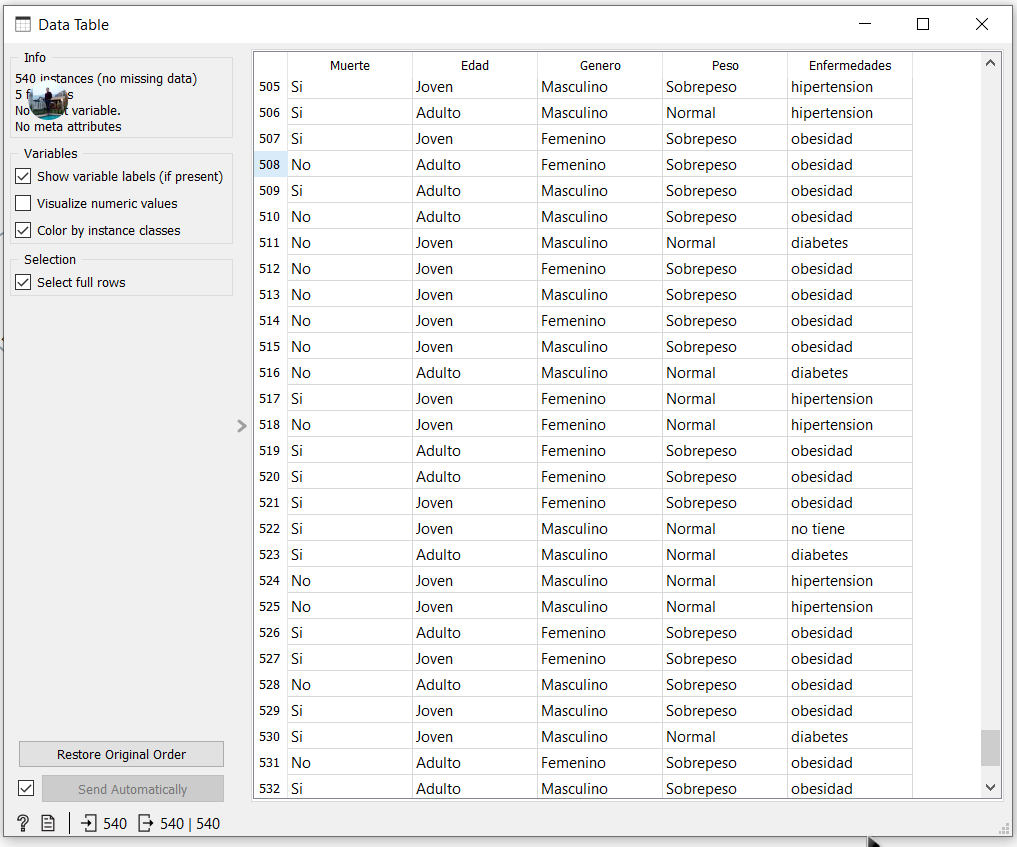 Data Table
Info
540 instances (no missing data)
5 f s
No t variable.
No meta attributes
Variables
Show variable labels (if present)
Visualize numeric values
Color by instance classes
Selection
Select full rows
Restore Original Order
Send Automatically
? 540 540 | 540
Muerte Edad Genero Peso Enfermedades
505 Si Joven Masculino Sobrepeso hipertension
506 Si Adulto Masculino Normal hipertension
507 Si Joven Femenino Sobrepeso obesidad
508 No Adulto Femenino Sobrepeso obesidad
509 Si Adulto Masculino Sobrepeso obesidad
510 No Adulto Masculino Sobrepeso obesidad
511 No Joven Masculino Normal diabetes
512 No Joven Femenino Sobrepeso obesidad
513 No Joven Masculino Sobrepeso obesidad
514 No Joven Femenino Sobrepeso obesidad
515 No Joven Masculino Sobrepeso obesidad
516 No Adulto Masculino Normal diabetes
517 Si Joven Femenino Normal hipertension
518 No Joven Femenino Normal hipertension
519 Si Adulto Femenino Sobrepeso obesidad
520 Si Adulto Femenino Sobrepeso obesidad
521 Si Joven Femenino Sobrepeso obesidad
522 Si Joven Masculino Normal no tiene
523 Si Adulto Masculino Normal diabetes
524 No Joven Masculino Normal hipertension
525 No Joven Masculino Normal hipertension
526 Si Adulto Femenino Sobrepeso obesidad
527 Si Joven Femenino Sobrepeso obesidad
528 No Adulto Masculino Sobrepeso obesidad
529 Si Joven Masculino Sobrepeso obesidad
530 Si Joven Masculino Normal diabetes
531 No Adulto Femenino Sobrepeso obesidad
532 Si Adulto Masculino Sobrepeso obesidad